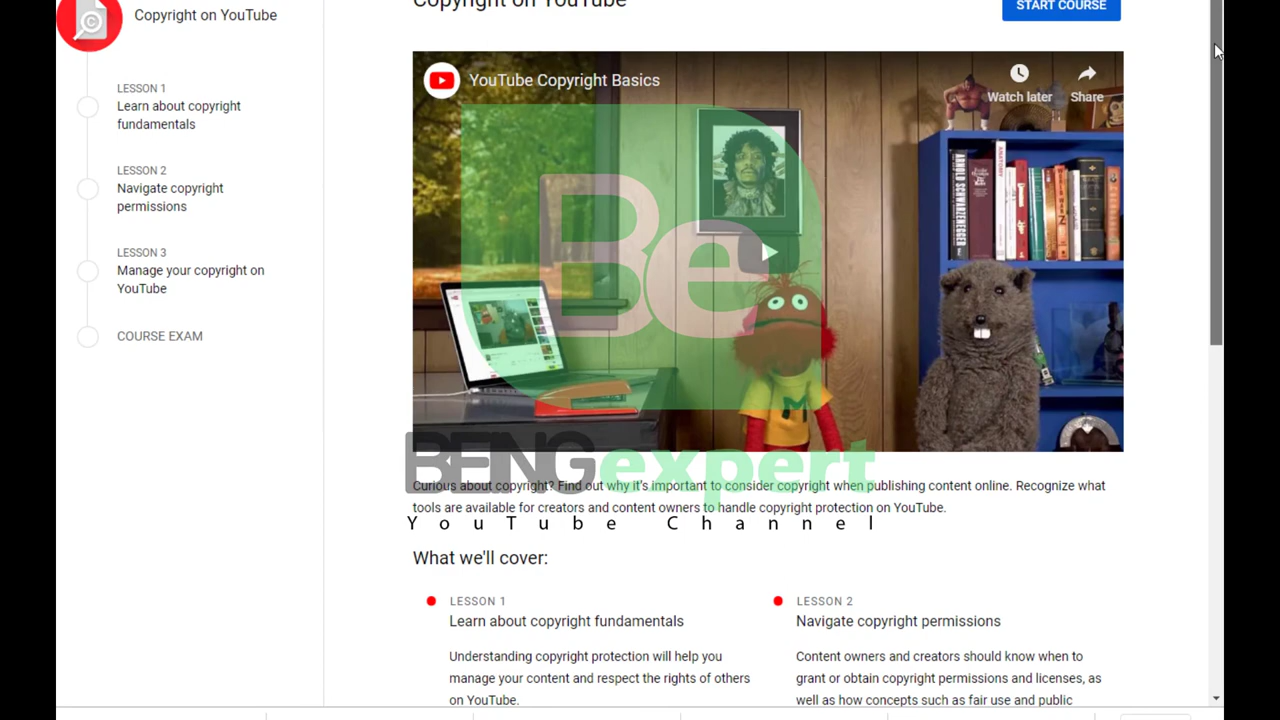 Copyright on YouTube
LESSON 1
Learn about copyright
fundamentals
LESSON 2
Navigate copyright
permissions
LESSON 3
Manage your copyright on
YouTube
COURSE EXAM
Copyright on YouTube
START COURSE
YouTube Copyright Basics
Watch later
Share
ARNOLD SCHWARZENEGGER
Be
M
BEINGexpert
YouTube Channel
Curious about copyright? Find out why it's important to consider copyright when publishing content online. Recognize what
tools are available for creators and content owners to handle copyright protection on YouTube.
What we'll cover:
LESSON 1
Learn about copyright fundamentals
Understanding copyright protection will help you
manage your content and respect the rights of others
on YouTube.
LESSON 2
Navigate copyright permissions
Content owners and creators should know when to
grant or obtain copyright permissions and licenses, as
well as how concepts such as fair use and public